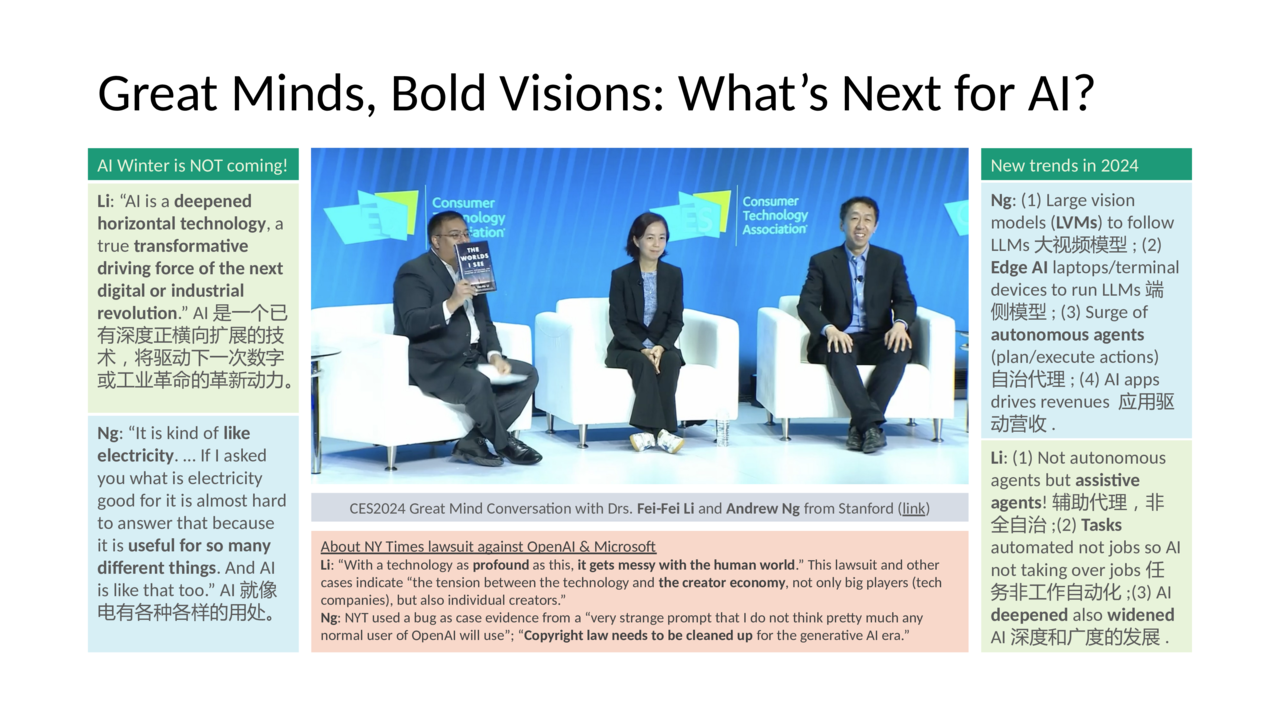 Great Minds, Bold Visions: What’s Next for AI?
AI Winter is NOT coming!
Li: “AI is a deepened
horizontal technology, a
true transformative
driving force of the next
digital or industrial
revolution.” AI 是一个已
有深度正横向扩展的技
术，将驱动下一次数字
或工业革命的革新动力。
Ng: “It is kind of like
electricity. … If I asked
you what is electricity
good for it is almost hard
to answer that because
it is useful for so many
different things. And AI
is like that too.” AI 就像
电有各种各样的用处。
Consumer
Technology
Association
THE
WORLDS
I SEE
Consumer
Technology
Association
CES2024 Great Mind Conversation with Drs. Fei-Fei Li and Andrew Ng from Stanford (link)
About NY Times lawsuit against OpenAI & Microsoft
Li: “With a technology as profound as this, it gets messy with the human world.” This lawsuit and other
cases indicate “the tension between the technology and the creator economy, not only big players (tech
companies), but also individual creators.”
Ng: NYT used a bug as case evidence from a “very strange prompt that I do not think pretty much any
normal user of OpenAI will use”; “Copyright law needs to be cleaned up for the generative AI era.”
New trends in 2024
Ng: (1) Large vision
models (LVMs) to follow
LLMs 大视频模型 ; (2)
Edge AI laptops/terminal
devices to run LLMs 端
侧模型 ; (3) Surge of
autonomous agents
(plan/execute actions)
自治代理 ; (4) AI apps
drives revenues 应用驱
动营收 .
Li: (1) Not autonomous
agents but assistive
agents! 辅助代理，非
全自治 ;(2) Tasks
automated not jobs so AI
not taking over jobs 任
务非工作自动化 ;(3) AI
deepened also widened
AI 深度和广度的发展 .